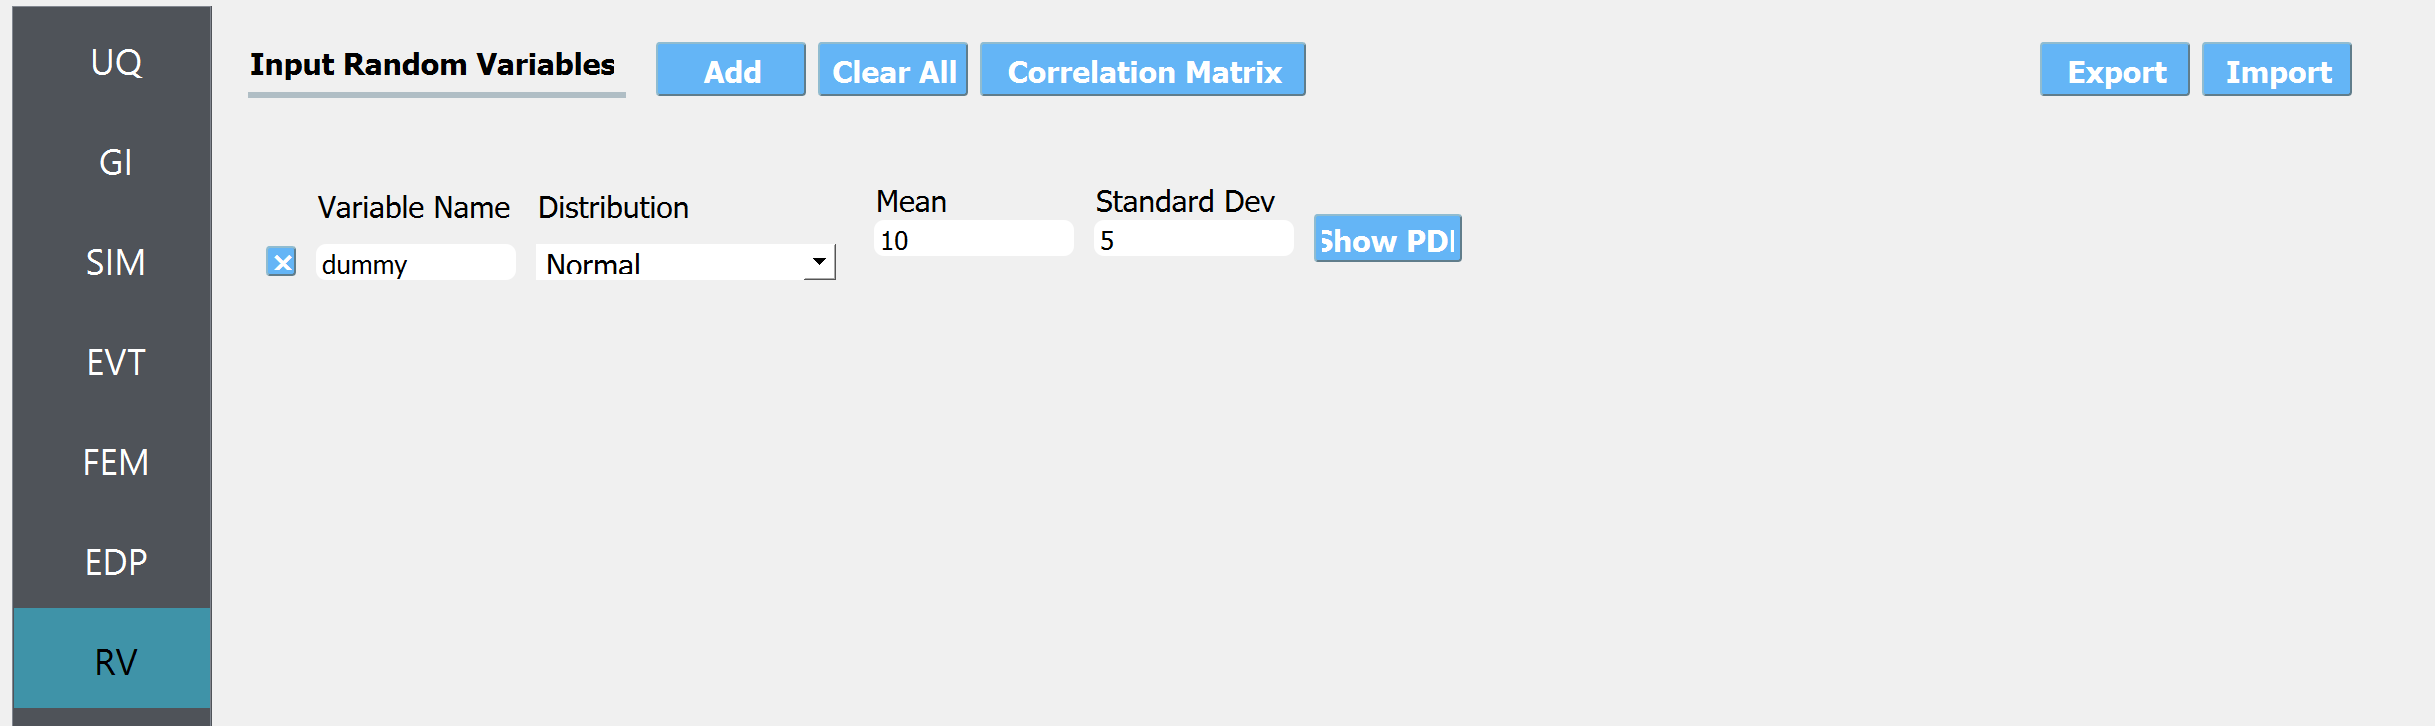 UQ
GI
SIM
EVT
FEM
EDP
RV
Input Random Variables
Add
Clear All
Correlation Matrix
Export
Import
Variable Name
Distribution
Mean
Standard Dev
dummy
Normal
10
5
Show PDF